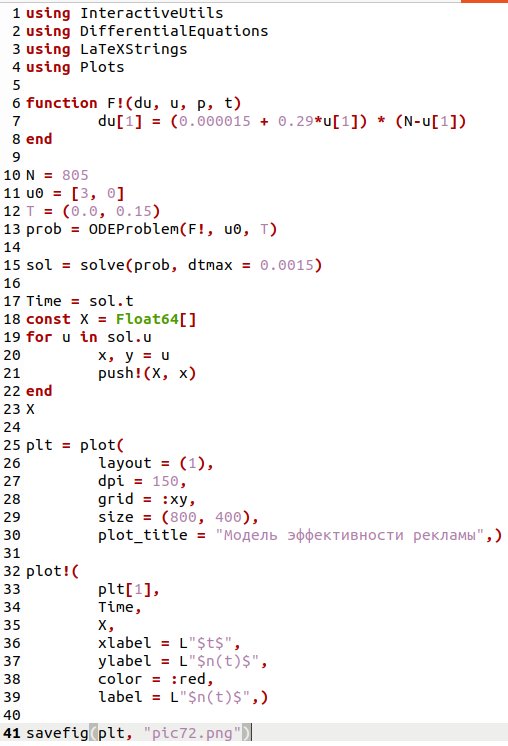 1 using InteractiveUtils
2 using DifferentialEquations
3 using LaTeXStrings
4 using Plots
5
6 function F!(du, u, p, t)
7         du[1] = (0.000015 + 0.29*u[1]) * (N-u[1])
8 end
9
10 N = 805
11 u0 = [3, 0]
12 T = (0.0, 0.15)
13 prob = ODEProblem(F!, u0, T)
14
15 sol = solve(prob, dtmax = 0.0015)
16
17 Time = sol.t
18 const X = Float64[]
19 for u in sol.u
20         x, y = u
21         push!(X, x)
22 end
23 X
24
25 plt = plot(
26         layout = (1),
27         dpi = 150,
28         grid = :xy,
29         size = (800, 400),
30         plot_title = "Модель эффективности рекламы",)
31
32 plot!(
33         plt[1],
34         Time,
35         X,
36         xlabel = L"$t$",
37         ylabel = L"$n(t)$",
38         color = :red,
39         label = L"$n(t)$",)
40
41 savefig(plt, "pic72.png")